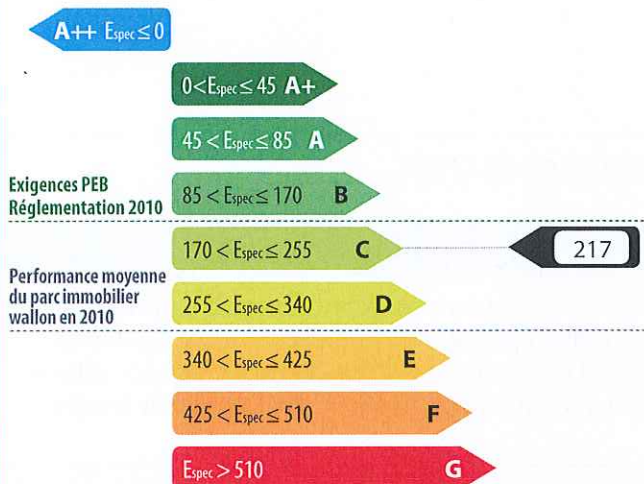 A++ Espec ≤ 0
0<Espec ≤ 45 A+
45 < Espec ≤ 85 A
Exigences PEB
Réglementation 2010
85 < Espec ≤ 170 B
170 < Espec ≤ 255 C
217
Performance moyenne
du parc immobilier
wallon en 2010
255 < Espec ≤ 340 D
340 < Espec ≤ 425 E
425 < Espec ≤ 510 F
Espec > 510 G